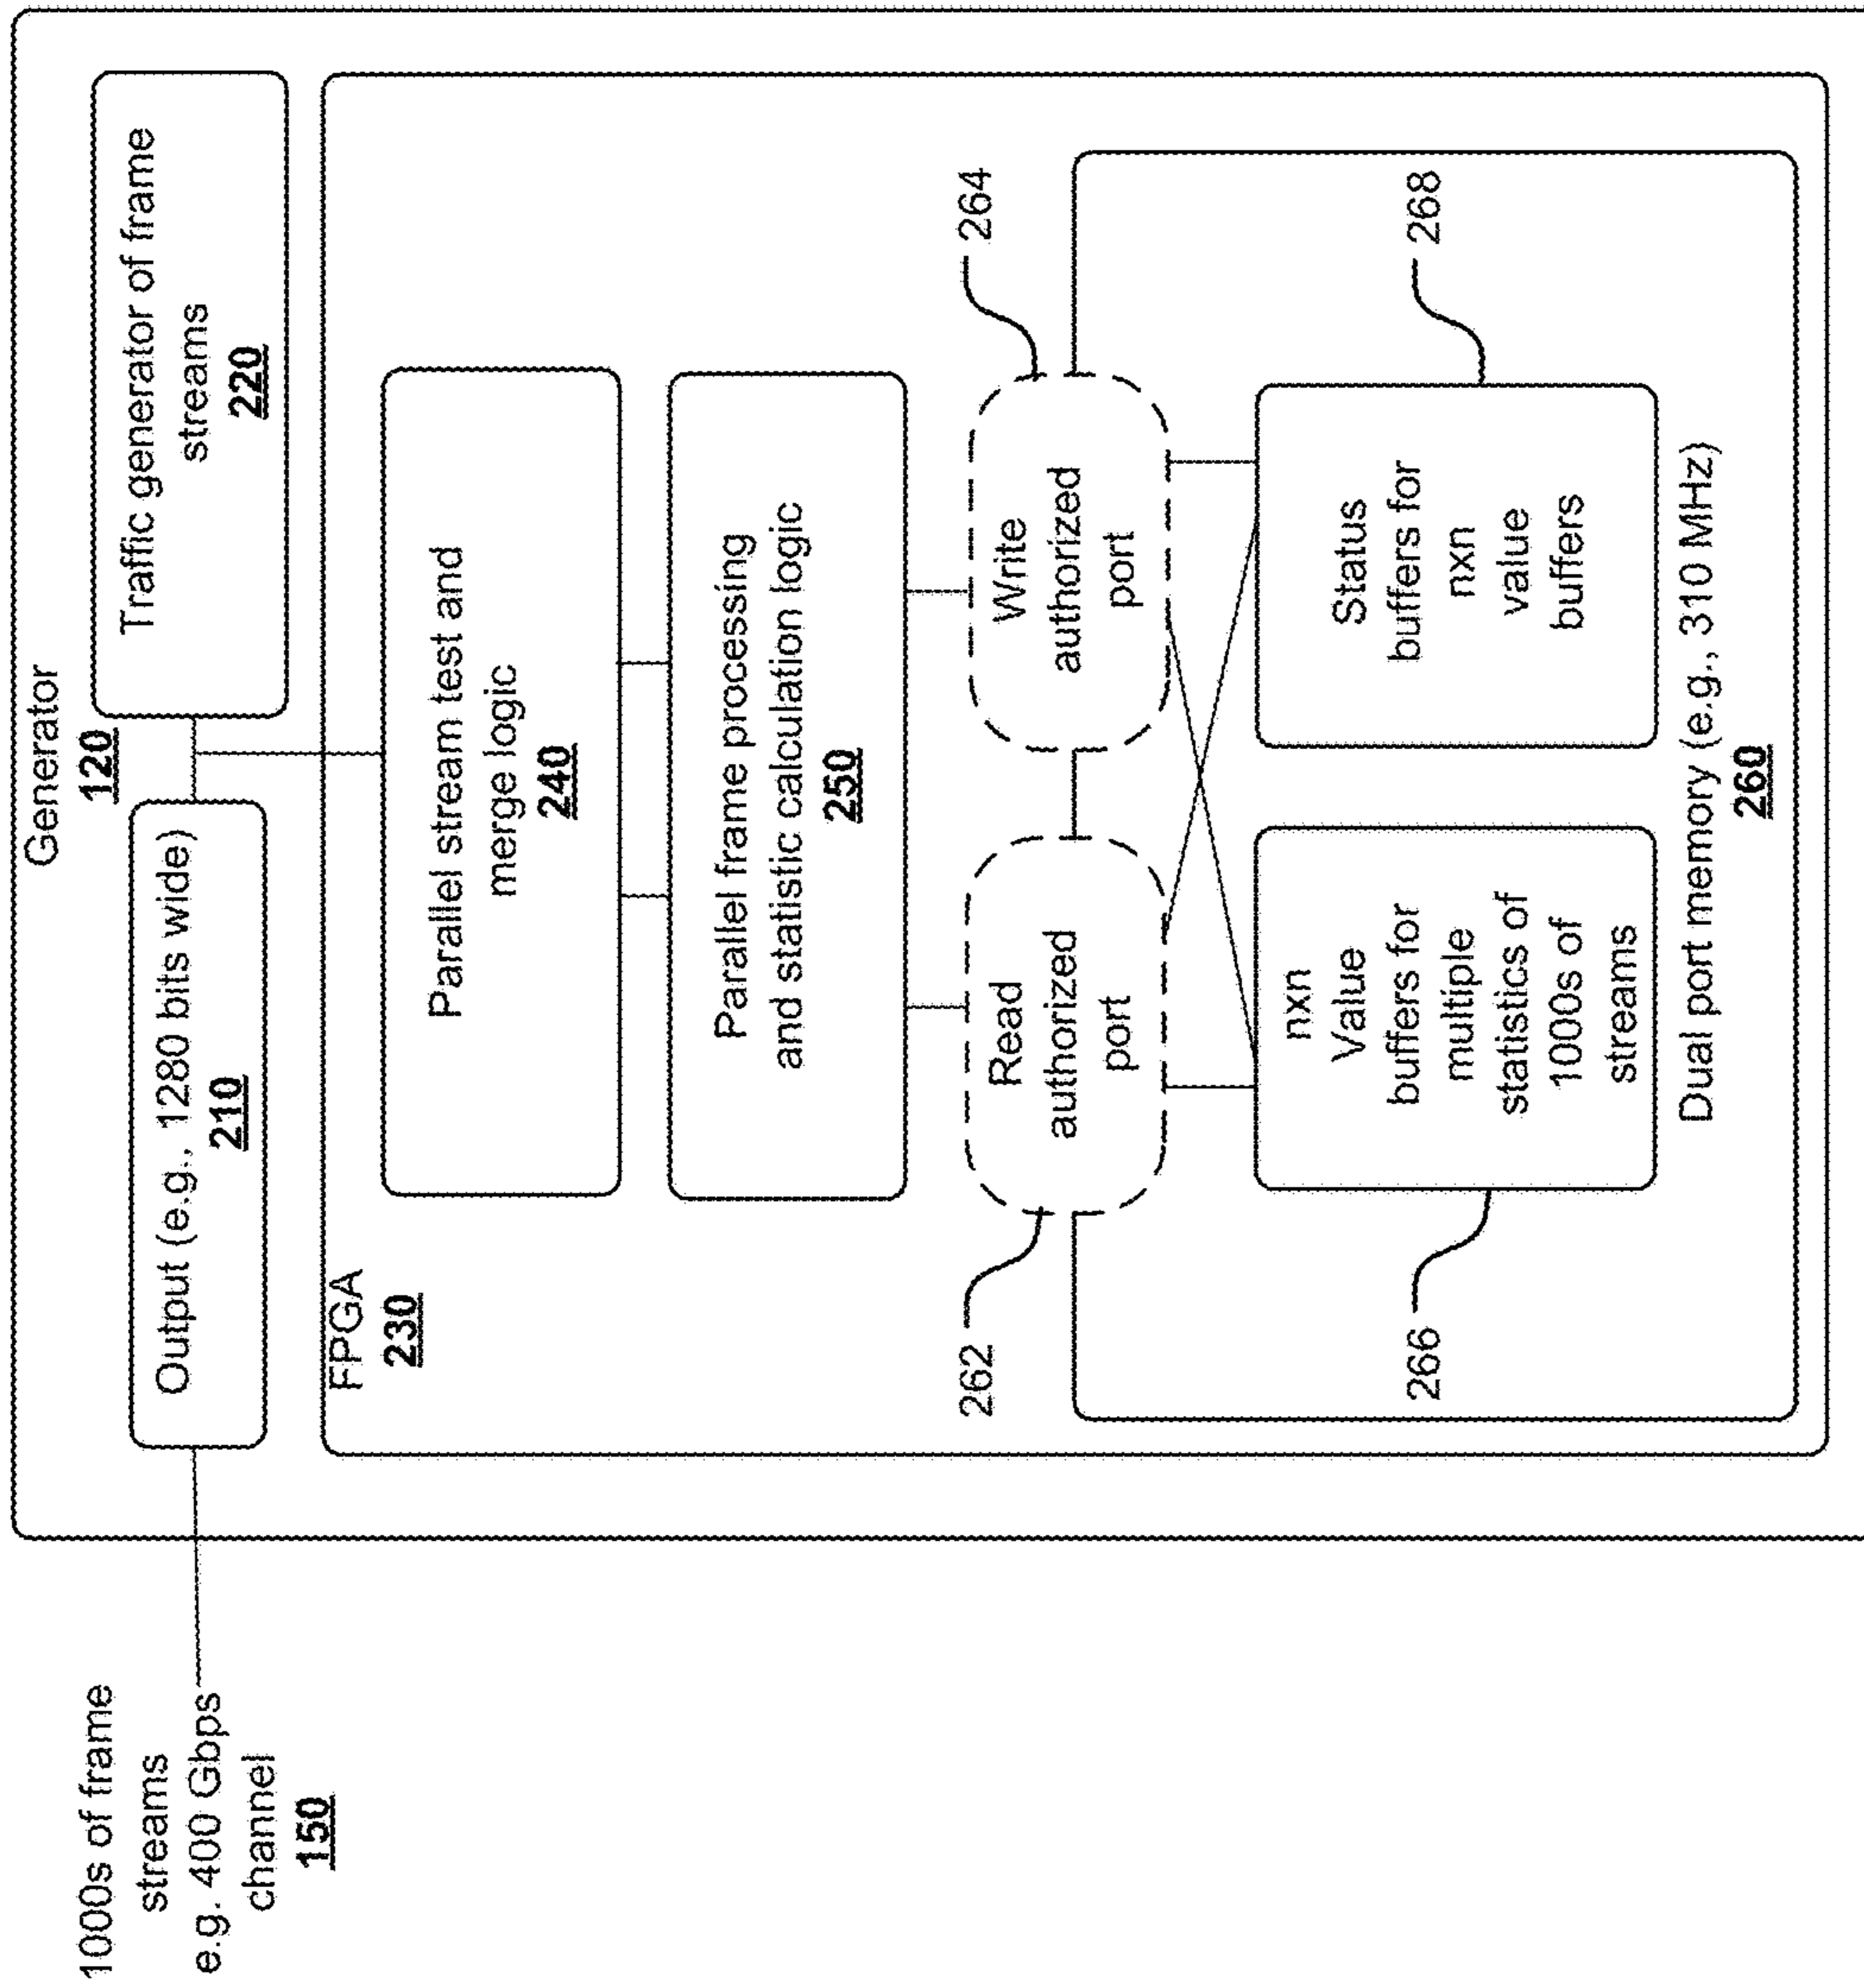 1000s of frame
streams
e.g. 400 Gbps
channel
150
Generator
120
Output (e.g., 1280 bits wide)
210
Traffic generator of frame
streams
220
FPGA
230
Parallel stream test and
merge logic
240
Parallel frame processing
and statistic calculation logic
250
262
Read
authorized
port
Write
authorized
port
264
266
nxn
Value
buffers for
multiple
statistics of
1000s of
streams
Status
buffers for
nxn
value
buffers
268
Dual port memory (e.g., 310 MHz)
260